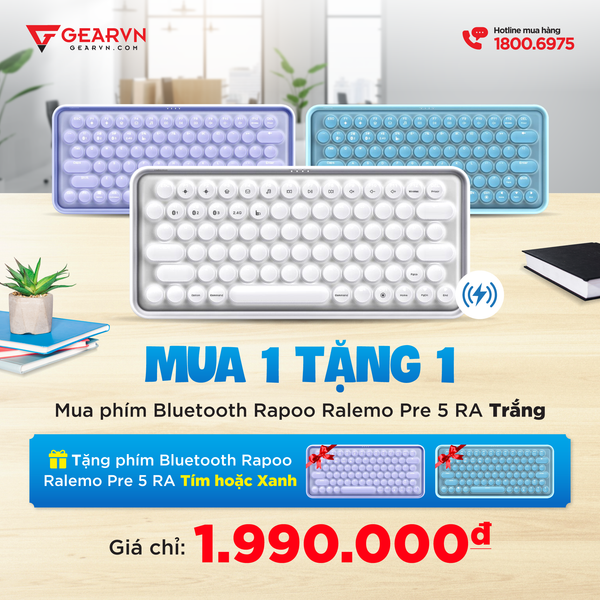 GEARVN
GEARVN.COM
Hotline mua hàng
1800.6975
MUA 1 TẶNG 1
Mua phím Bluetooth Rapoo Ralemo Pre 5 RA Trắng
Tặng phím Bluetooth Rapoo
Ralemo Pre 5 RA Tím hoặc Xanh
Giá chỉ: 1.990.000đ